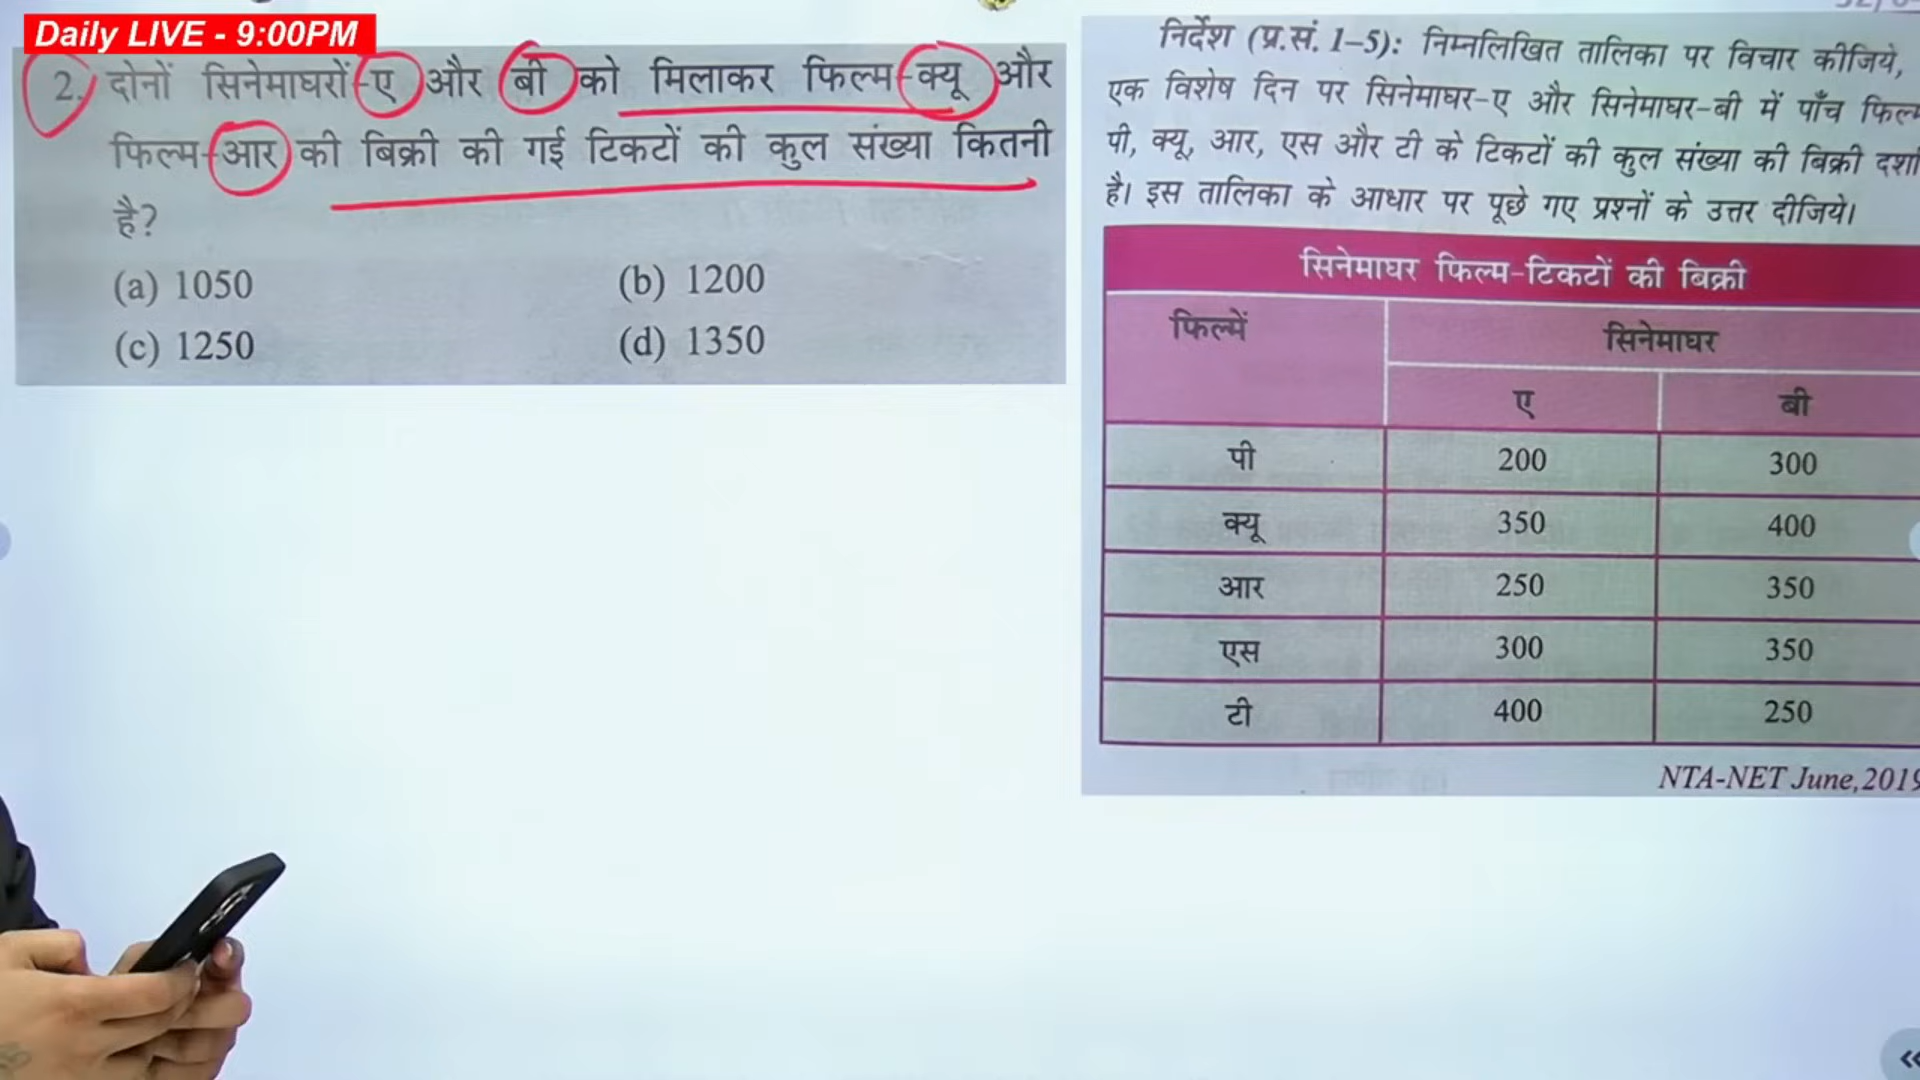 Daily LIVE - 9:00PM
2. दोनों सिनेमाघरों-ए और बी को मिलाकर फिल्म-क्यू और
फिल्म-आर की बिक्री की गई टिकटों की कुल संख्या कितनी
है?
(a) 1050 (b) 1200
(c) 1250 (d) 1350
निर्देश (प्र.सं. 1–5): निम्नलिखित तालिका पर विचार कीजिये,
एक विशेष दिन पर सिनेमाघर-ए और सिनेमाघर-बी में पाँच
पी, क्यू, आर, एस और टी के टिकटों की कुल संख्या की बिक्री
है। इस तालिका के आधार पर पूछे गए प्रश्नों के उत्तर दीजिये।
सिनेमाघर फिल्म-टिकटों की बिक्री
फिल्में सिनेमाघर
ए बी
पी 200 300
क्यू 350 400
आर 250 350
एस 300 350
टी 400 250
NTA-NET June,2019
<<